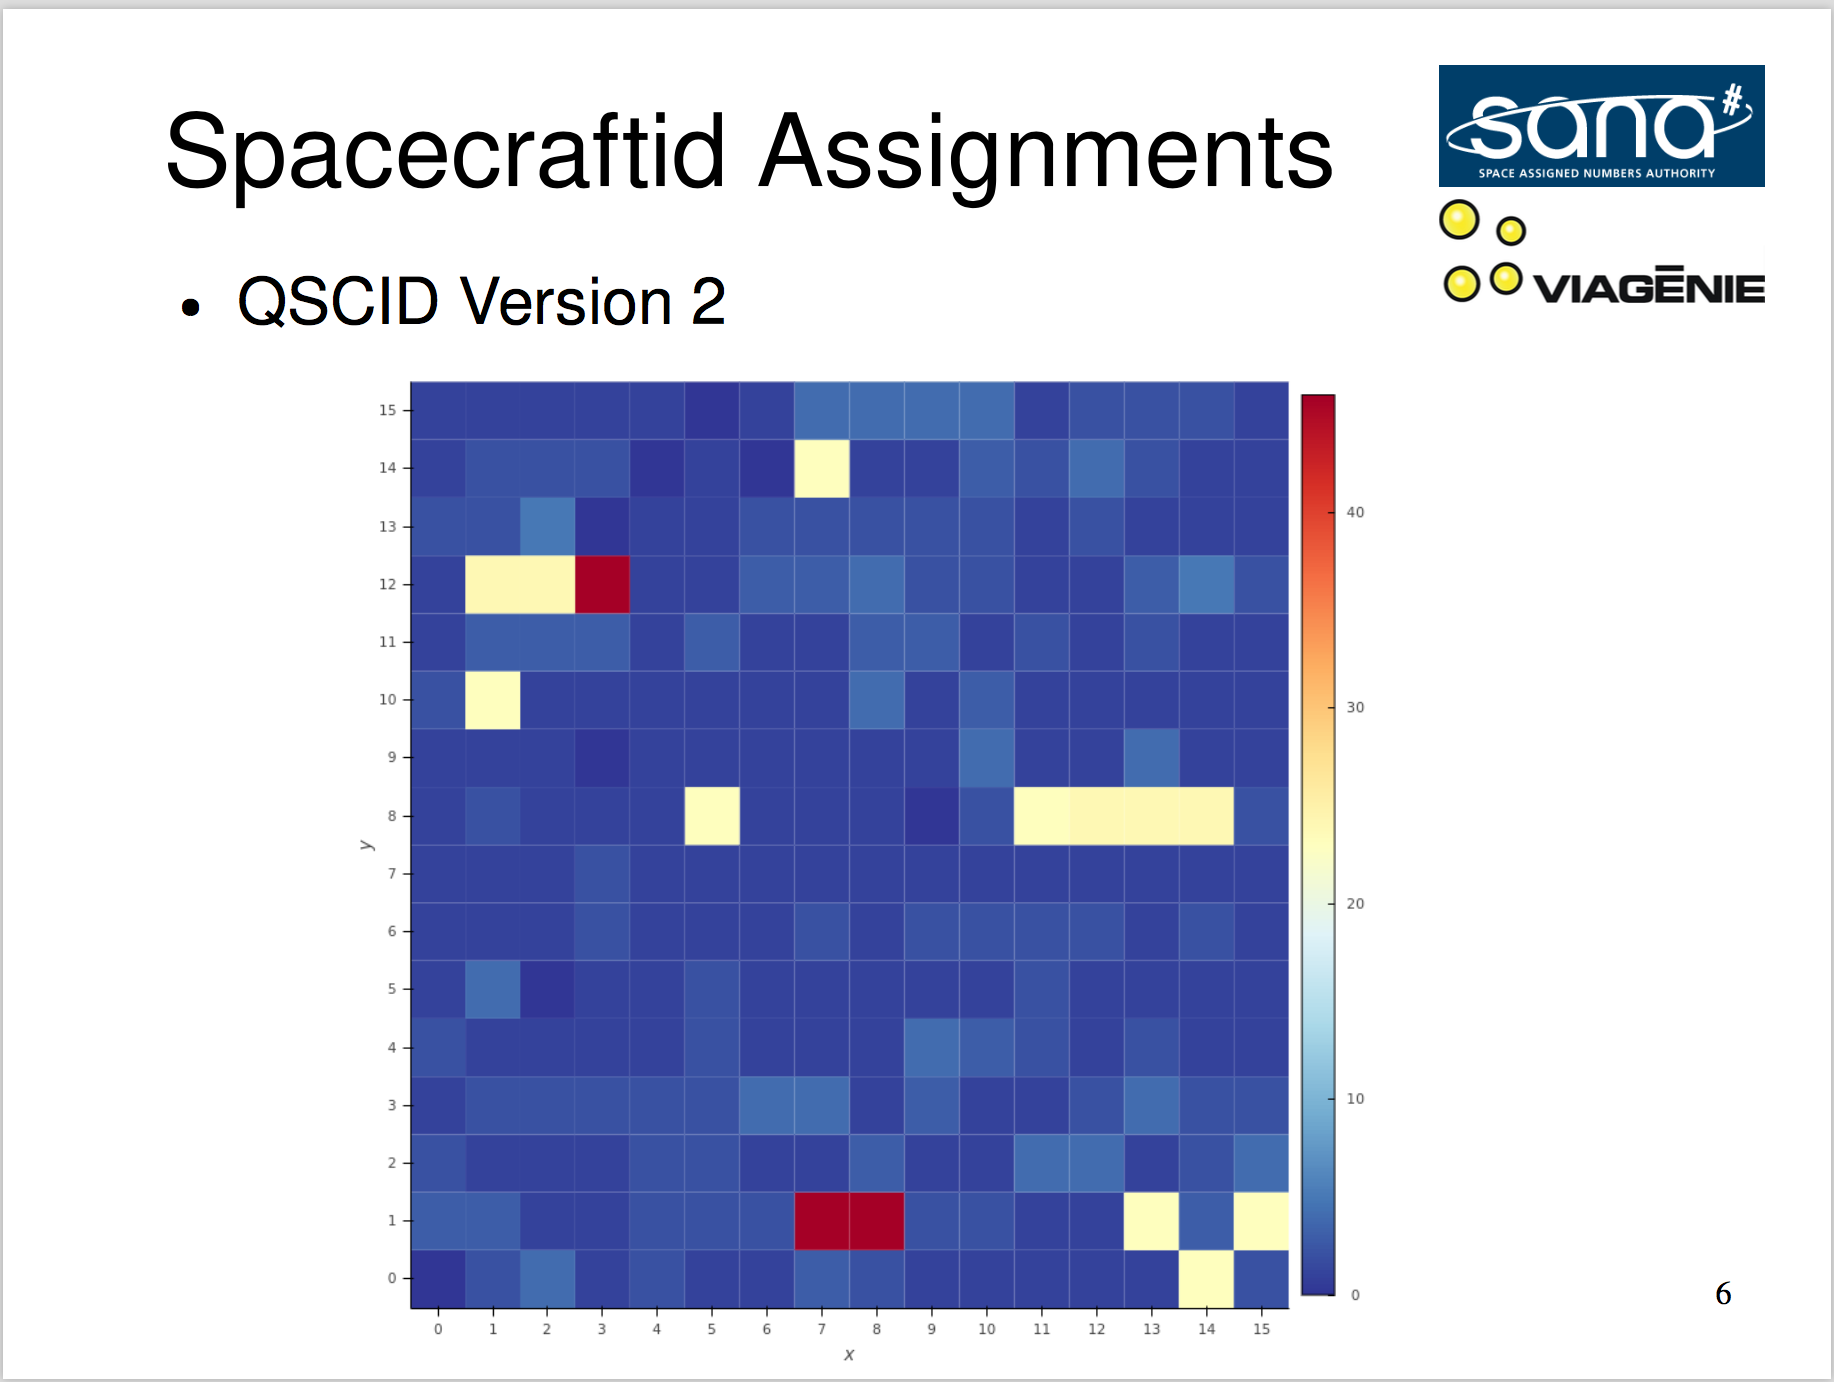 Spacecraftid Assignments
sana#
SPACE ASSIGNED NUMBERS AUTHORITY
VIAGĒNIE
• QSCID Version 2
15
14
13
12
11
10
9
8
7
6
5
4
3
2
1
0
y
0 1 2 3 4 5 6 7 8 9 10 11 12 13 14 15
x
40
30
20
10
0
6